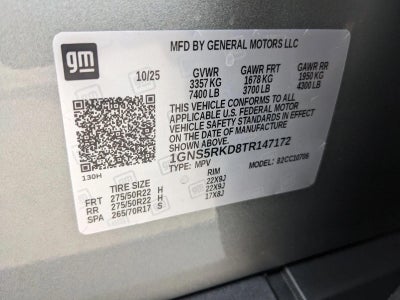 gm
MFD BY GENERAL MOTORS LLC
10/25 GVWR GAWR FRT GAWR RR
3357 KG 1678 KG 1950 KG
7400 LB 3700 LB 4300 LB
THIS VEHICLE CONFORMS TO ALL
APPLICABLE U.S. FEDERAL MOTOR
VEHICLE SAFETY STANDARDS IN EFFECT
ON THE DATE OF MANUFACTURE
SHOWN ABOVE.
1GNS5RKD8TR147172
TYPE: MPV MODEL: 82CC10706
130H
TIRE SIZE RIM
FRT 275/50R22 H 22X9J
RR 275/50R22 H 22X9J
SPA 265/70R17 S 17X8J